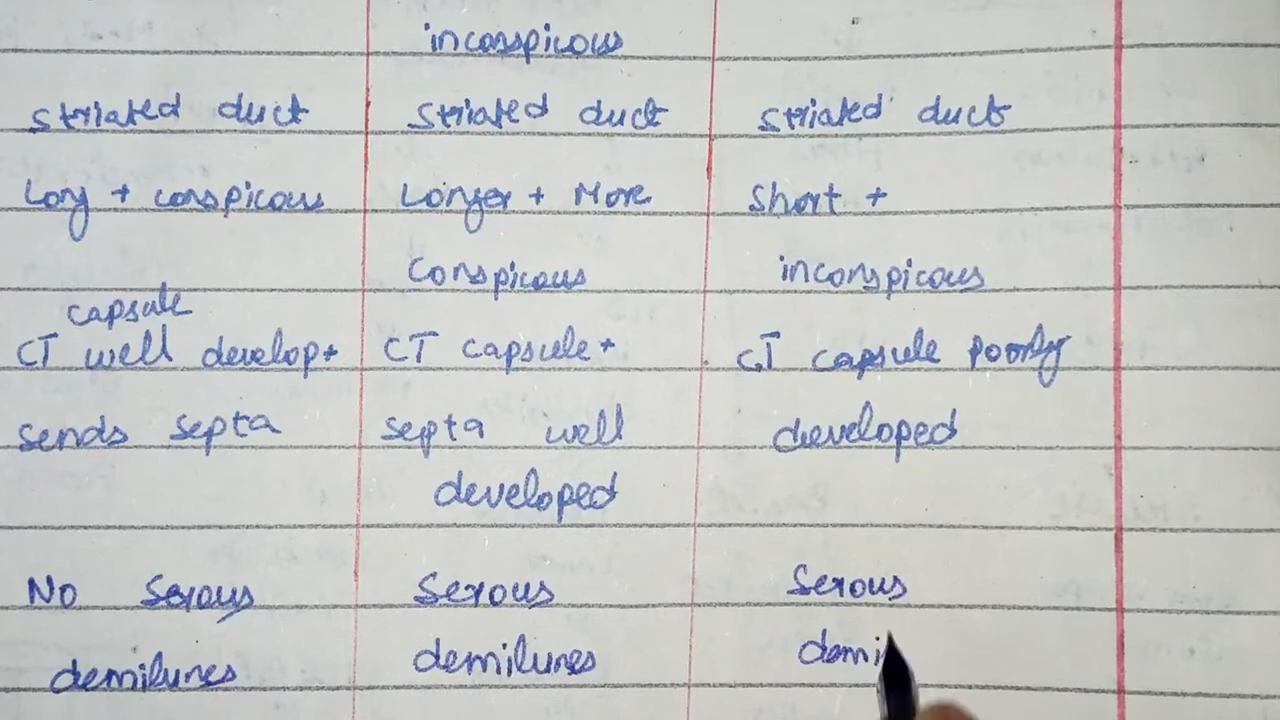 inconspicous
Striated duct Striated duct Striated duct
Long + conspicous Longer + More Short +
Conspicous inconspicous
capsule
CT well develop+ CT capsule+ CT capsule poorly
sends septa septa well developed
developed
No Serous Serous Serous
demilunes demilunes demi